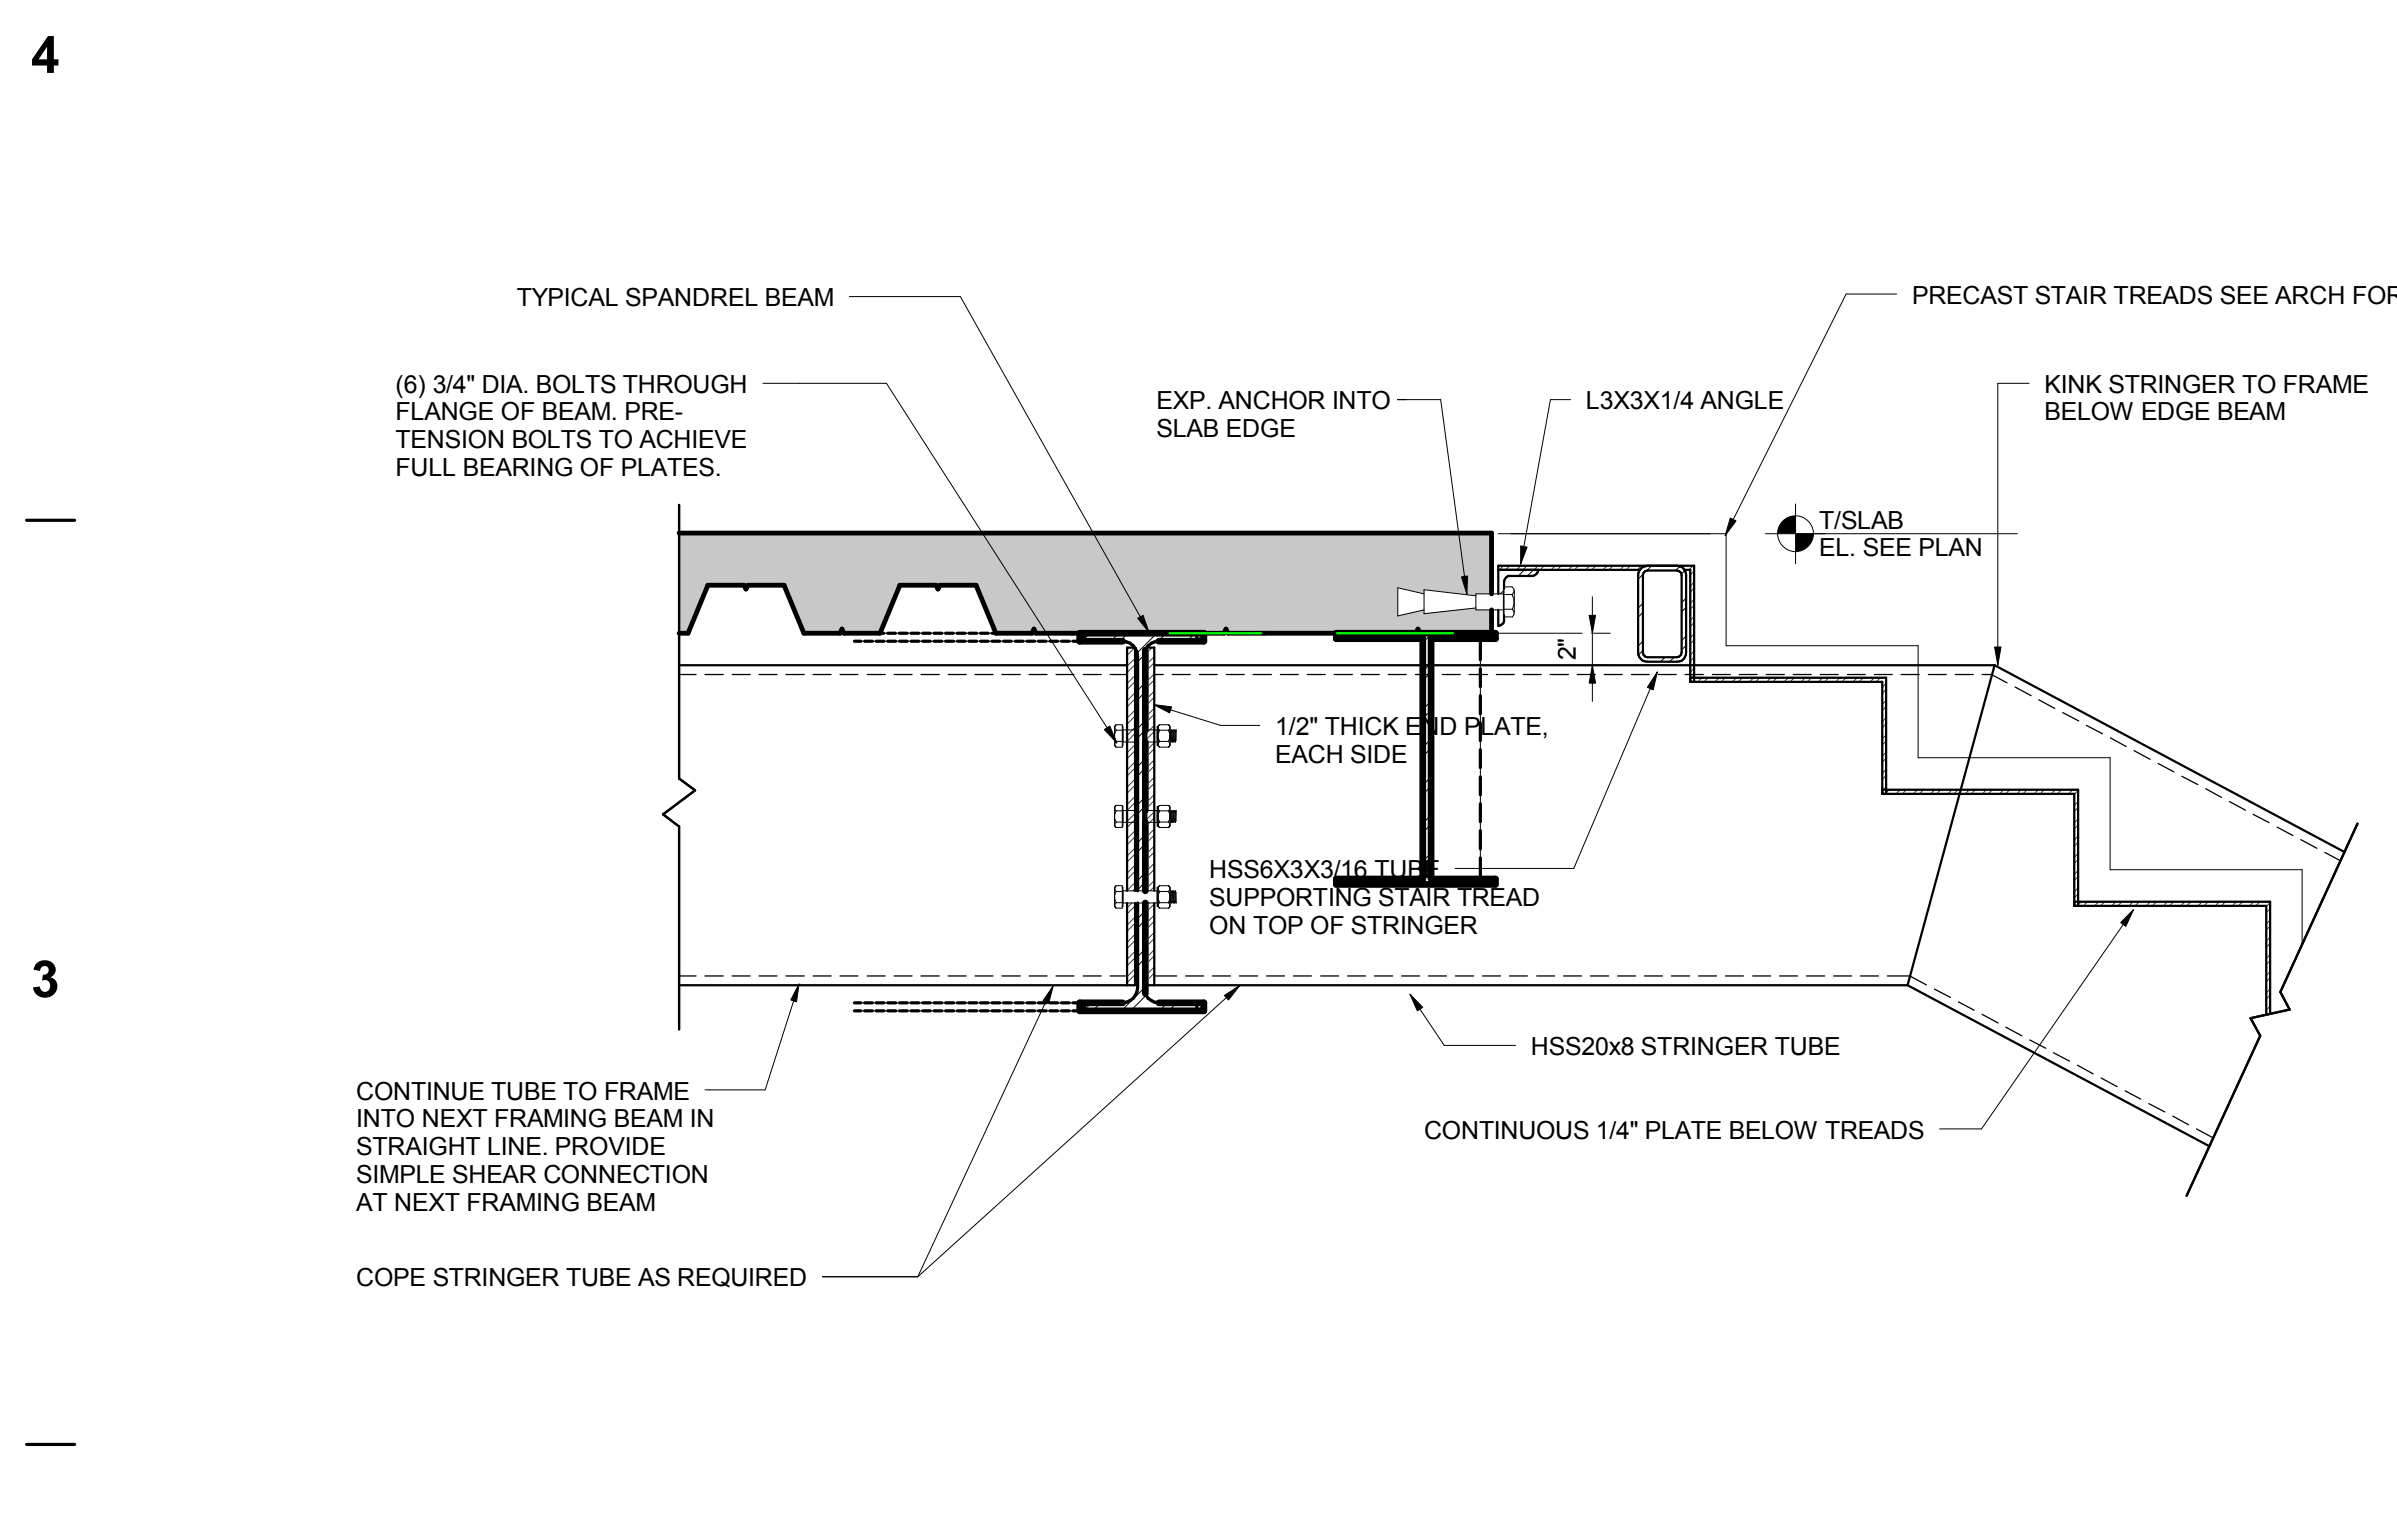 4
TYPICAL SPANDREL BEAM
PRECAST STAIR TREADS SEE ARCH FOR
(6) 3/4" DIA. BOLTS THROUGH
FLANGE OF BEAM. PRE-
TENSION BOLTS TO ACHIEVE
FULL BEARING OF PLATES.
EXP. ANCHOR INTO
SLAB EDGE
L3X3X1/4 ANGLE
KINK STRINGER TO FRAME
BELOW EDGE BEAM
T/SLAB
EL. SEE PLAN
2"
1/2" THICK END PLATE,
EACH SIDE
HSS6X3X3/16 TUBE
SUPPORTING STAIR TREAD
ON TOP OF STRINGER
3
HSS20x8 STRINGER TUBE
CONTINUE TUBE TO FRAME
INTO NEXT FRAMING BEAM IN
STRAIGHT LINE. PROVIDE
SIMPLE SHEAR CONNECTION
AT NEXT FRAMING BEAM
CONTINUOUS 1/4" PLATE BELOW TREADS
COPE STRINGER TUBE AS REQUIRED